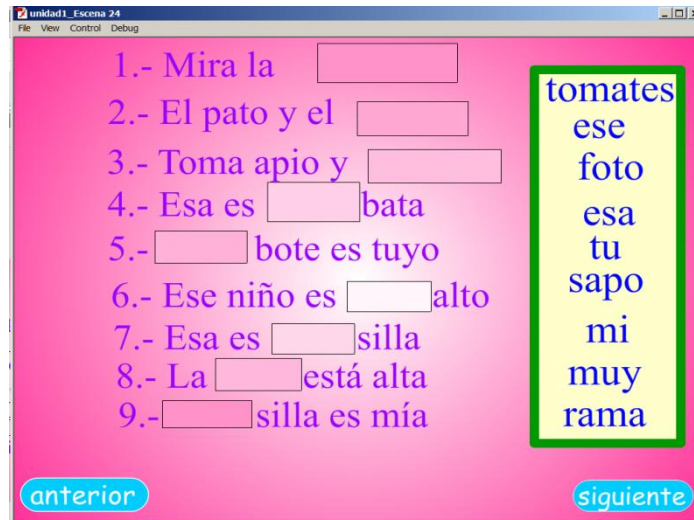 unidad1_Escena 24
File View Control Debug
1.- Mira la
2.- El pato y el
3.- Toma apio y
4.- Esa es bata
5.- bote es tuyo
6.- Ese niño es alto
7.- Esa es silla
8.- La está alta
9.- silla es mía
tomates
ese
foto
esa
tu
sapo
mi
muy
rama
anterior
siguiente